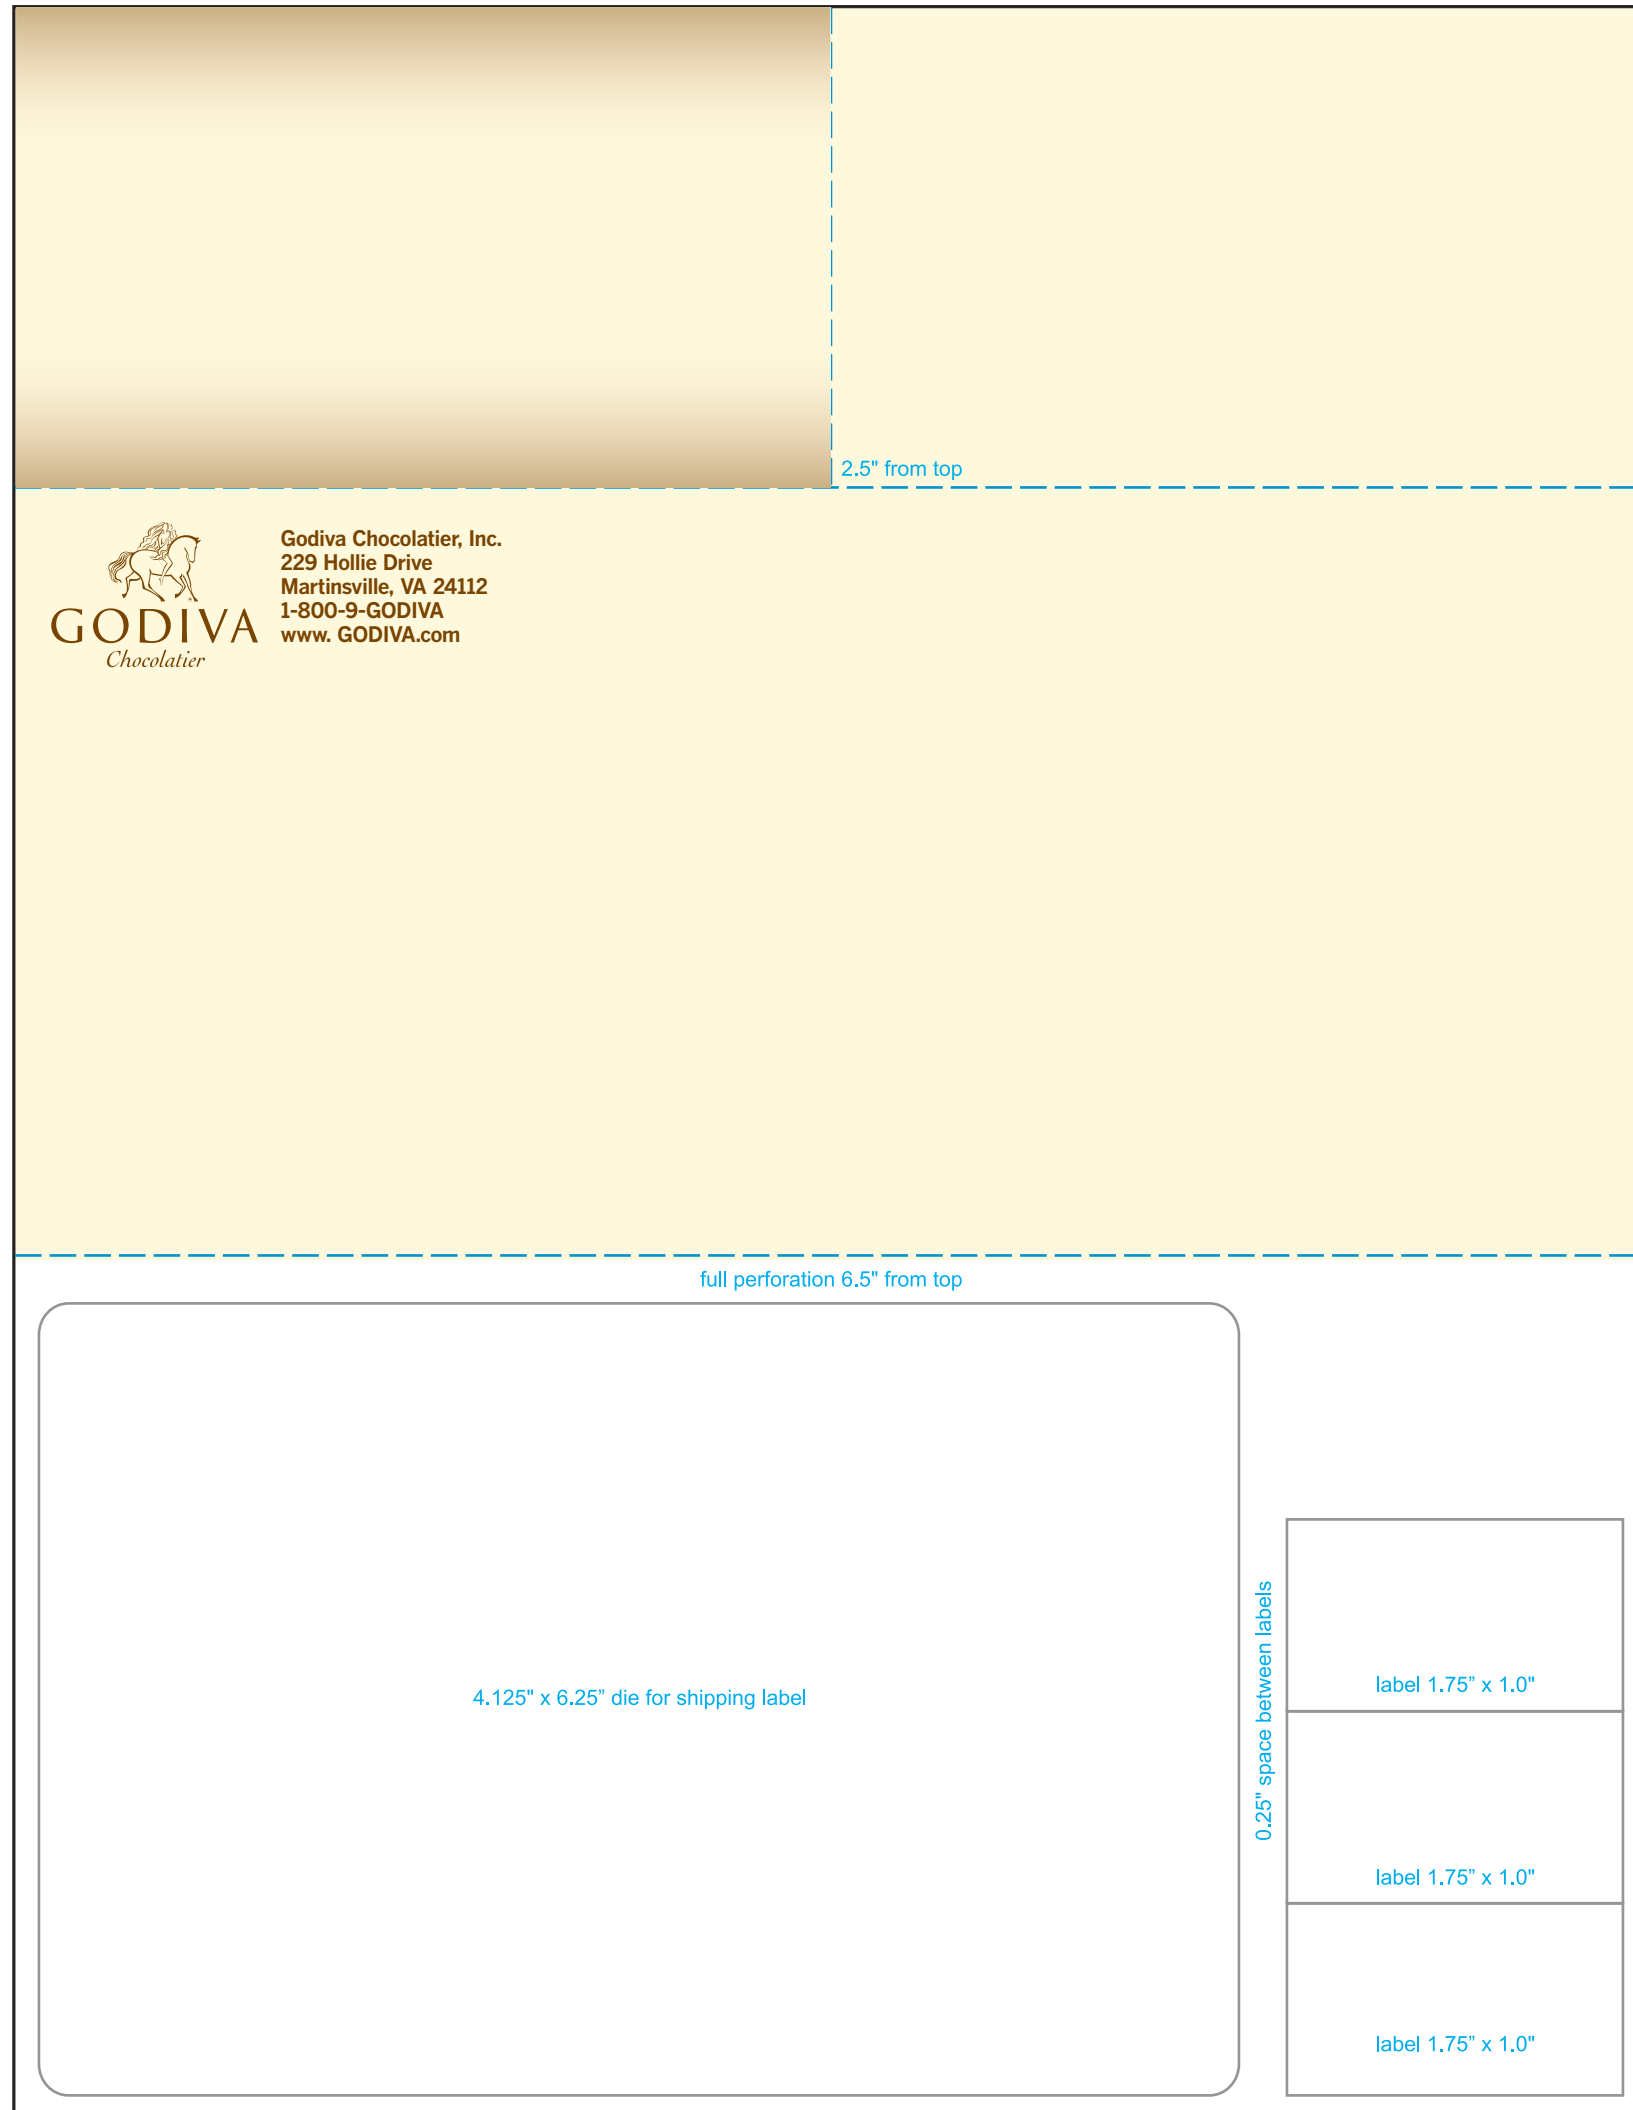 2.5" from top
GODIVA
Chocolatier
Godiva Chocolatier, Inc.
229 Hollie Drive
Martinsville, VA 24112
1-800-9-GODIVA
www. GODIVA.com
full perforation 6.5" from top
4.125" x 6.25” die for shipping label
0.25" space between labels
label 1.75” x 1.0"
label 1.75” x 1.0"
label 1.75” x 1.0"